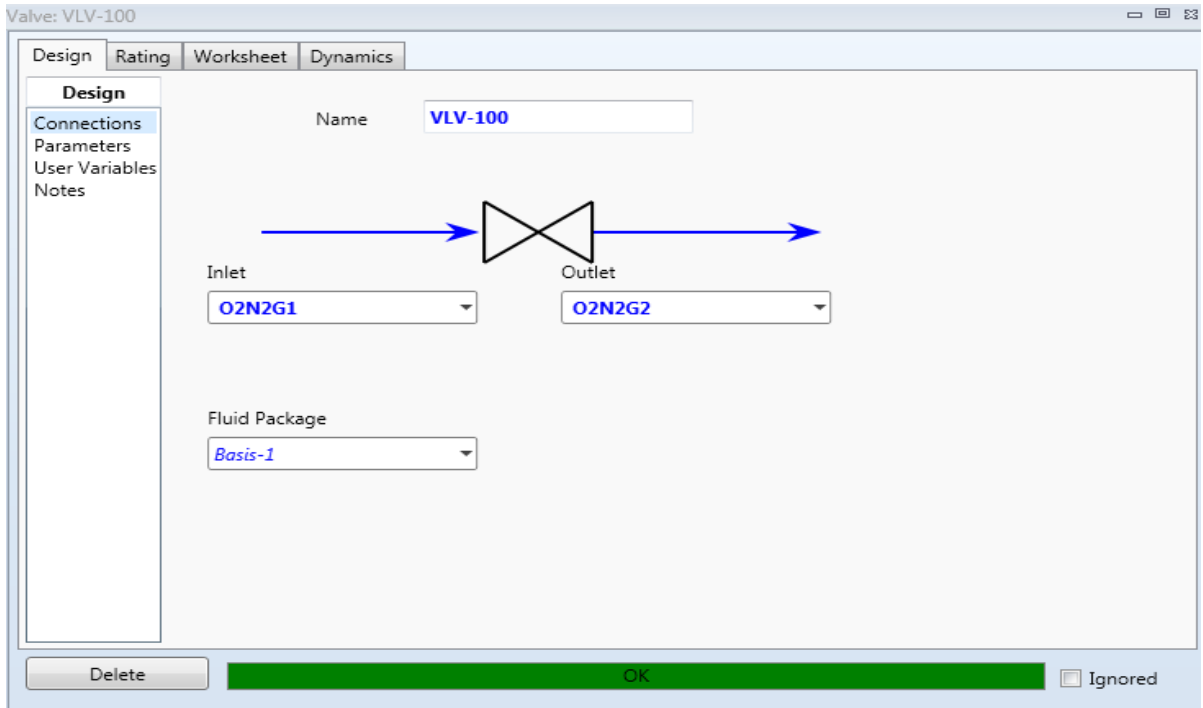 Valve: VLV-100
Design Rating Worksheet Dynamics
Design
Connections
Parameters
User Variables
Notes
Name VLV-100
Inlet Outlet
O2N2G1 O2N2G2
Fluid Package
Basis-1
Delete OK Ignored